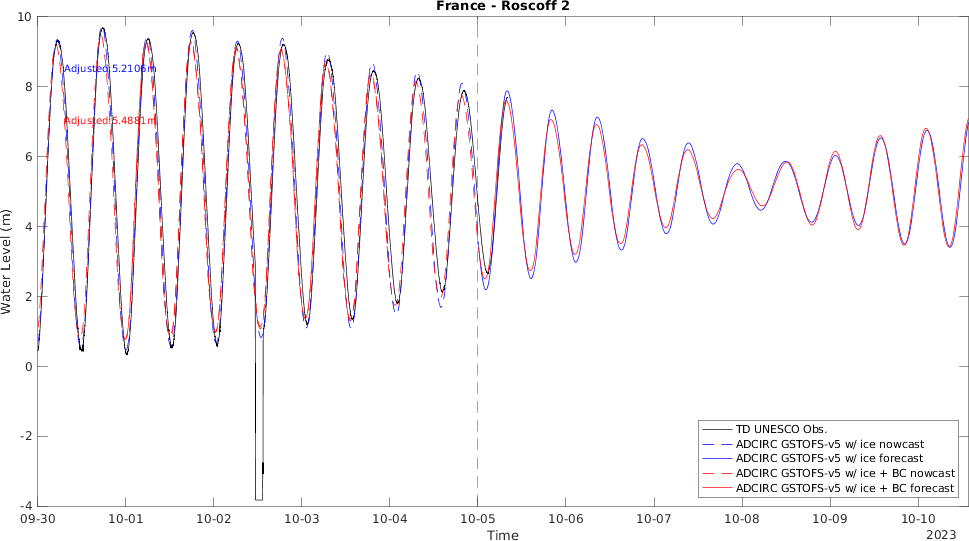 France - Roscoff 2
10
8
6
4
2
0
-2
-4
Water Level (m)
Adjusted:5.2106m
Adjusted:5.4881m
TD UNESCO Obs.
ADCIRC GSTOFS-v5 w/ ice nowcast
ADCIRC GSTOFS-v5 w/ ice forecast
ADCIRC GSTOFS-v5 w/ ice + BC nowcast
ADCIRC GSTOFS-v5 w/ ice + BC forecast
09-30 10-01 10-02 10-03 10-04 10-05 10-06 10-07 10-08 10-09 10-10
Time
2023